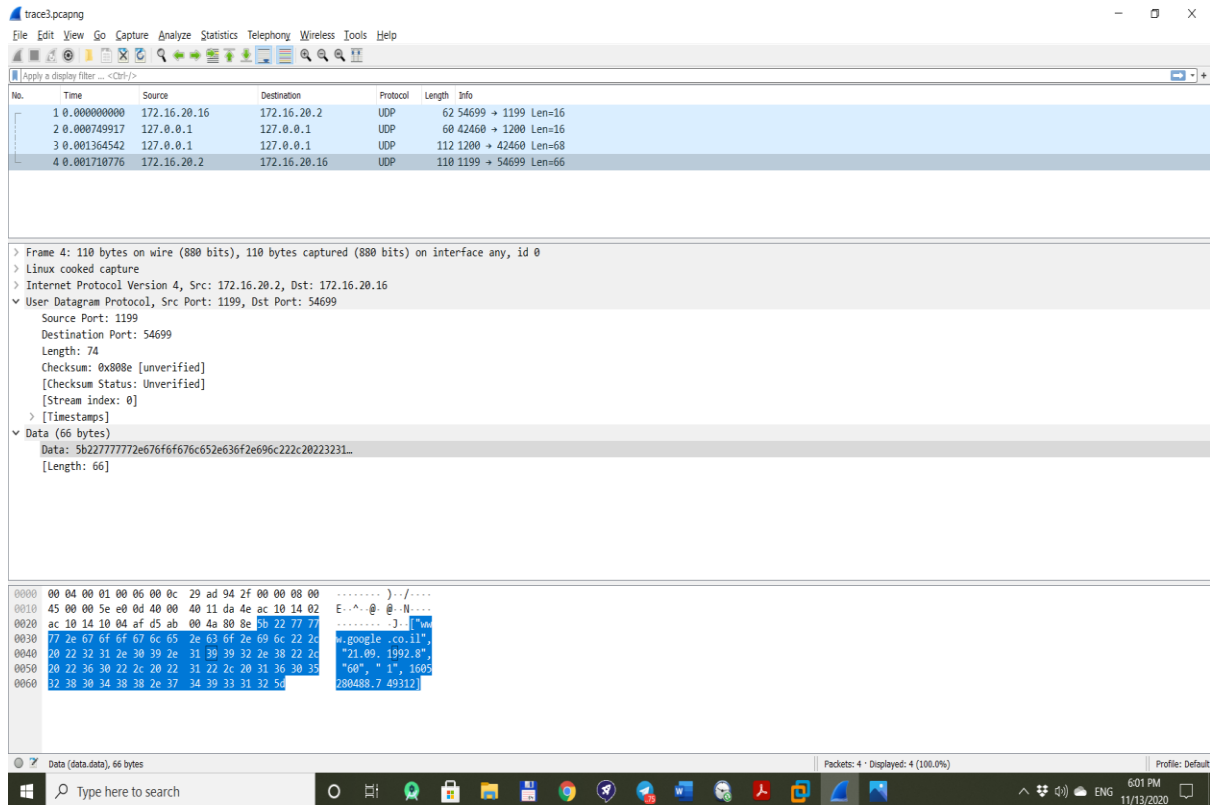 trace3.pcapng
File Edit View Go Capture Analyze Statistics Telephony Wireless Tools Help
Apply a display filter ... <Ctrl-/>
No. Time Source Destination Protocol Length Info
1 0.000000000 172.16.20.16 172.16.20.2 UDP 62 54699 → 1199 Len=16
2 0.000749917 127.0.0.1 127.0.0.1 UDP 60 42460 → 1200 Len=16
3 0.001364542 127.0.0.1 127.0.0.1 UDP 112 1200 → 42460 Len=68
4 0.001710776 172.16.20.2 172.16.20.16 UDP 110 1199 → 54699 Len=66
> Frame 4: 110 bytes on wire (880 bits), 110 bytes captured (880 bits) on interface any, id 0
> Linux cooked capture
> Internet Protocol Version 4, Src: 172.16.20.2, Dst: 172.16.20.16
User Datagram Protocol, Src Port: 1199, Dst Port: 54699
Source Port: 1199
Destination Port: 54699
Length: 74
Checksum: 0x808e [unverified]
[Checksum Status: Unverified]
[Stream index: 0]
> [Timestamps]
Data (66 bytes)
Data: 5b227777772e676f6f676c652e636f2e696c222c20223231…
[Length: 66]
0000 00 04 00 01 00 06 00 0c 29 ad 94 2f 00 00 08 00 ········ )··/····
0010 45 00 00 5e e0 0d 40 00 40 11 da 4e ac 10 14 02 E··^··@· @··N····
0020 ac 10 14 10 04 af d5 ab 00 4a 80 8e 5b 22 77 77 ········ ·J··["ww
0030 77 2e 67 6f 6f 67 6c 65 2e 63 6f 2e 69 6c 22 2c w.google .co.il",
0040 20 22 32 31 2e 30 39 2e 31 39 39 32 2e 38 22 2c "21.09. 1992.8",
0050 20 22 36 30 22 2c 20 22 31 22 2c 20 31 36 30 35 "60", " 1", 1605
0060 32 38 30 34 38 38 2e 37 34 39 33 31 32 5d 280488.7 49312]
Data (data.data), 66 bytes
Packets: 4 · Displayed: 4 (100.0%)
Profile: Default
Type here to search
75
ENG
6:01 PM
11/13/2020